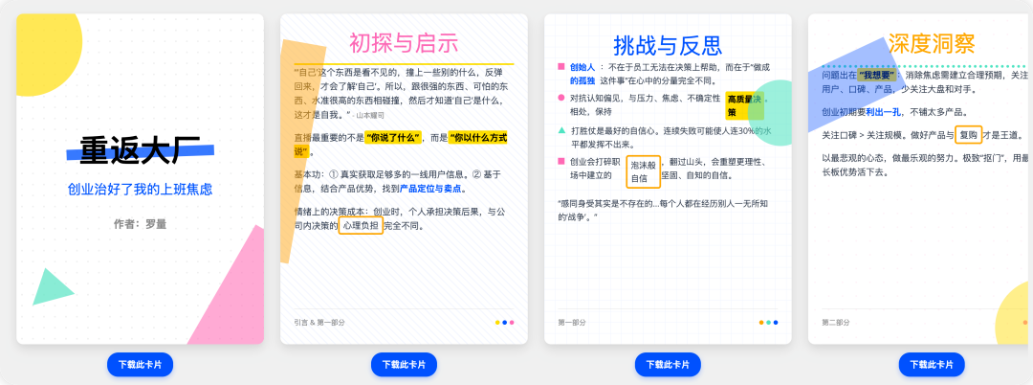 重返大厂
创业治好了我的上班焦虑
作者：罗量
下载此卡片
初探与启示
“'自己'这个东西是看不见的，撞上一些别的什么，反弹
回来，才会了解'自己'。所以，跟很强的东西、可怕的东
西、水准很高的东西相碰撞，然后才知道'自己'是什么，
这才是自我。” - 山本耀司
直播最重要的是 “你说了什么” ，而是 “你以什么方式
说” 。
基本功：① 真实获取足够多的一线用户信息。② 基于
信息，结合产品优势，找到产品定位与卖点。
情绪上的决策成本：创业时，个人承担决策后果，与公
司内决策的 心理负担 完全不同。
引言 & 第一部分
下载此卡片
挑战与反思
创始人 ：不在于员工无法在决策上帮助，而在于“做成
的孤独 这件事”在心中的分量完全不同。
对抗认知偏见，与压力、焦虑、不确定性 高质量决 。
相处，保持 策
打胜仗是最好的自信心。连续失败可能使人连30%的水
平都发挥不出来。
创业会打碎职 泡沫般 。翻过山头，会重塑更理性、
场中建立的 自信 坚固、自知的自信。
“感同身受其实是不存在的...每个人都在经历别人一无所知
的'战争'。”
第一部分
下载此卡片
深度洞察
问题出在 “我想要” ：消除焦虑需建立合理预期，关注
用户、口碑、产品，少关注大盘和对手。
创业初期要利出一孔，不铺太多产品。
关注口碑 > 关注规模。做好产品与 复购 才是王道。
以最悲观的心态，做最乐观的努力。极致“抠门”，用最
长板优势活下去。
第二部分
下载此卡片